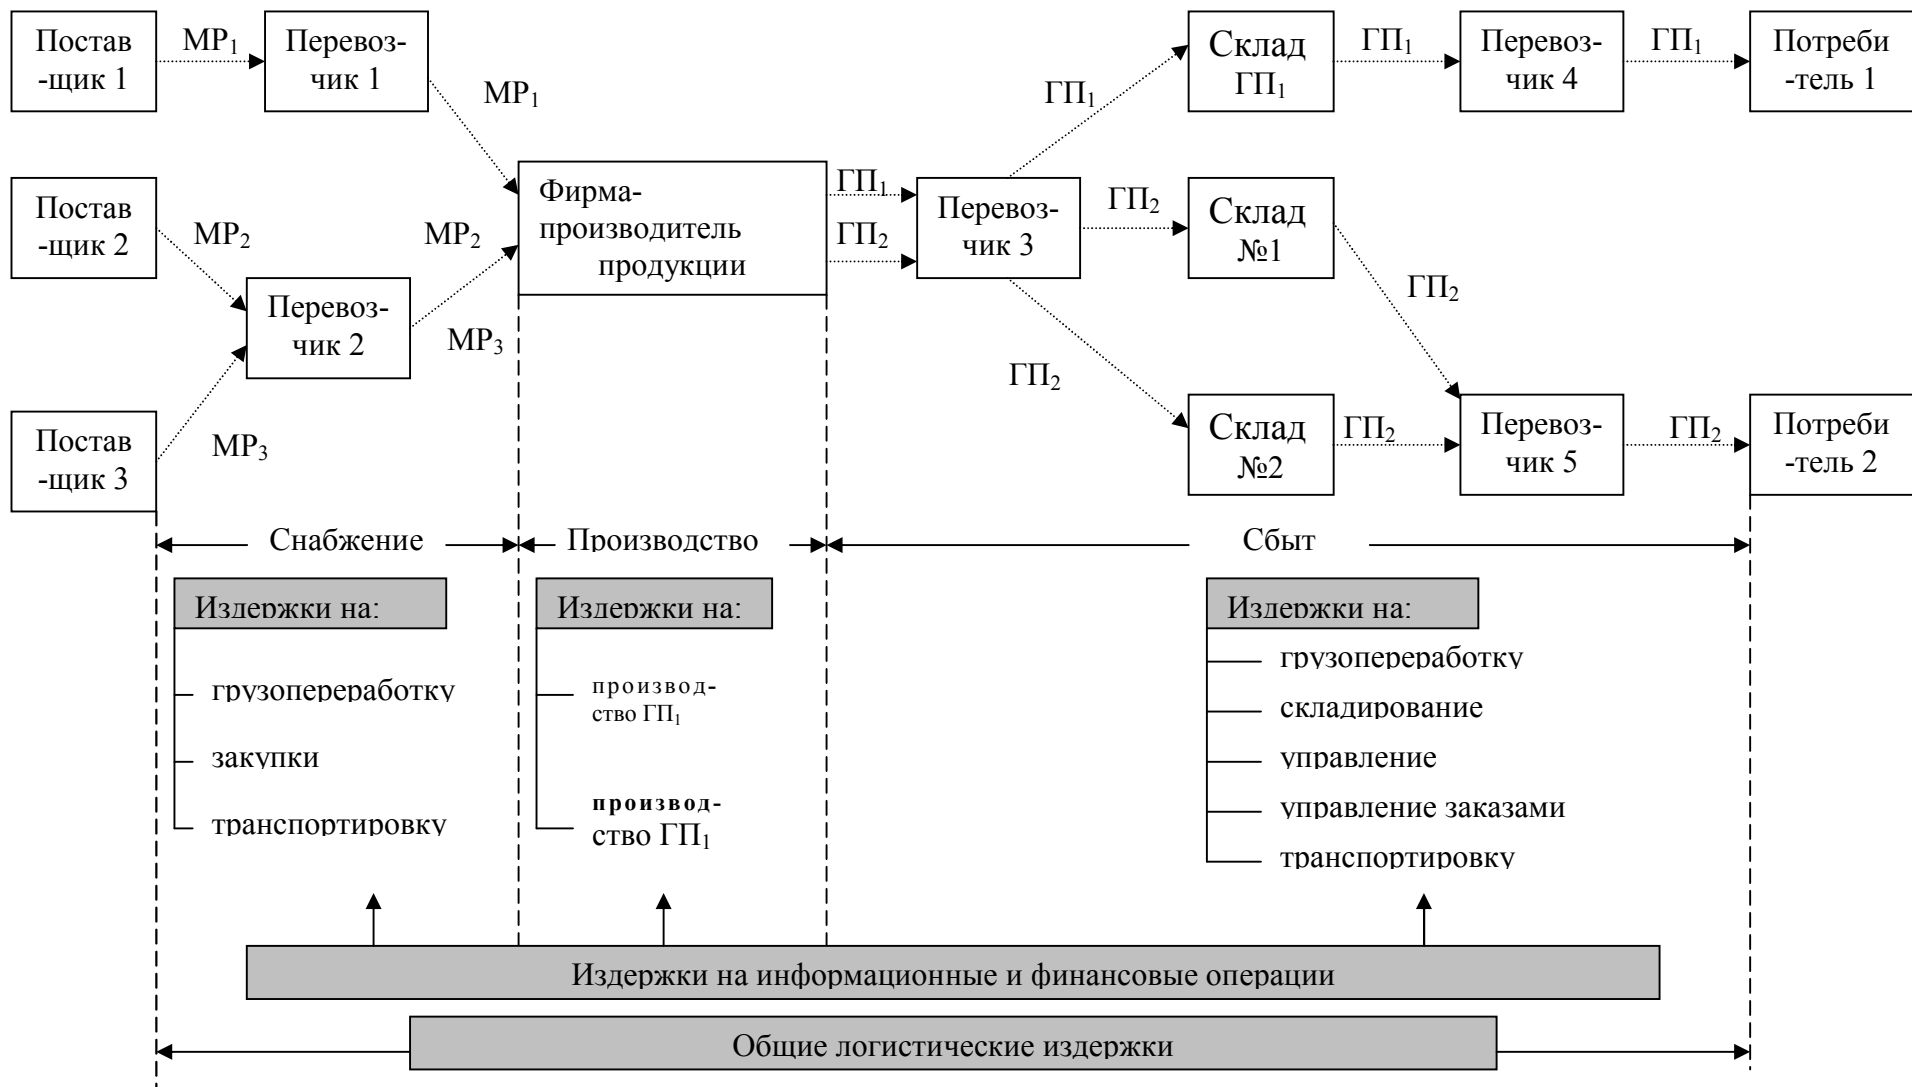 Постав
-щик 1
МР₁
Перевоз-
чик 1
МР₁
ГП₁
Склад
ГП₁
ГП₁
Перевоз-
чик 4
ГП₁
Потреби
-тель 1
Постав
-щик 2
МР₂
МР₂
Фирма-
производитель
продукции
ГП₁
ГП₂
Перевоз-
чик 3
ГП₂
Склад
№1
ГП₂
Перевоз-
чик 2
МР₃
ГП₂
Постав
-щик 3
МР₃
Склад
№2
ГП₂
Перевоз-
чик 5
ГП₂
Потреби
-тель 2
Снабжение
Производство
Сбыт
Издержки на:
грузопереработку
закупки
транспортировку
Издержки на:
производ-
ство ГП₁
производ-
ство ГП₁
Издержки на:
грузопереработку
складирование
управление
управление заказами
транспортировку
Издержки на информационные и финансовые операции
Общие логистические издержки